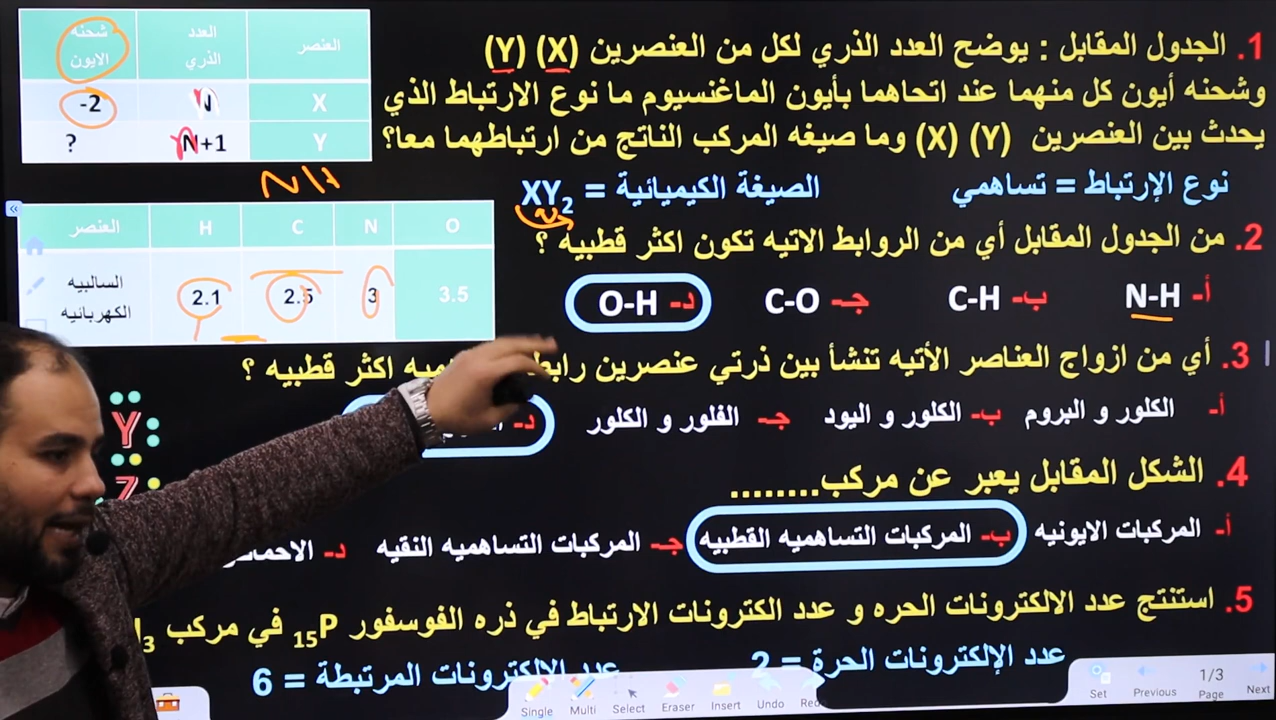 1. الجدول المقابل : يوضح العدد الذري لكل من العنصرين (X) (Y)
وشحنه أيون كل منهما عند اتحاهما بأيون الماغنسيوم ما نوع الارتباط الذي
يحدث بين العنصرين (X) (Y) وما صيغه المركب الناتج من ارتباطهما معا؟
نوع الإرتباط = تساهمي الصيغة الكيميائية = XY2
العنصر العدد الذري شحنه الايون
X N -2
Y N+1 ?
N H
2. من الجدول المقابل أي من الروابط الاتيه تكون اكثر قطبيه ؟
العنصر H C N O
السالبيه الكهربائيه 2.1 2.5 3 3.5
أ- N-H ب- C-H جـ- C-O د- O-H
3. أي من ازواج العناصر الأتيه تنشأ بين ذرتي عنصرين اكثر قطبيه ؟
أ- الكلور و البروم ب- الكلور و اليود جـ- الفلور و الكلور د-
Y
Z
4. الشكل المقابل يعبر عن مركب........
أ- المركبات الايونيه ب- المركبات التساهميه القطبيه جـ- المركبات التساهميه النقيه د-
5. استنتج عدد الالكترونات الحره و عدد الكترونات الارتباط في ذره الفوسفور 15P في مركب
عدد الإلكترونات الحرة = 2 عدد الإلكترونات المرتبطة = 6
Single Multi Select Eraser Insert Undo Set Previous 1/3 Page Next